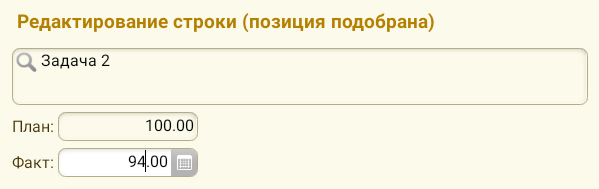 Редактирование строки (позиция подобрана)
Задача 2
План: 100.00
Факт: 94.00